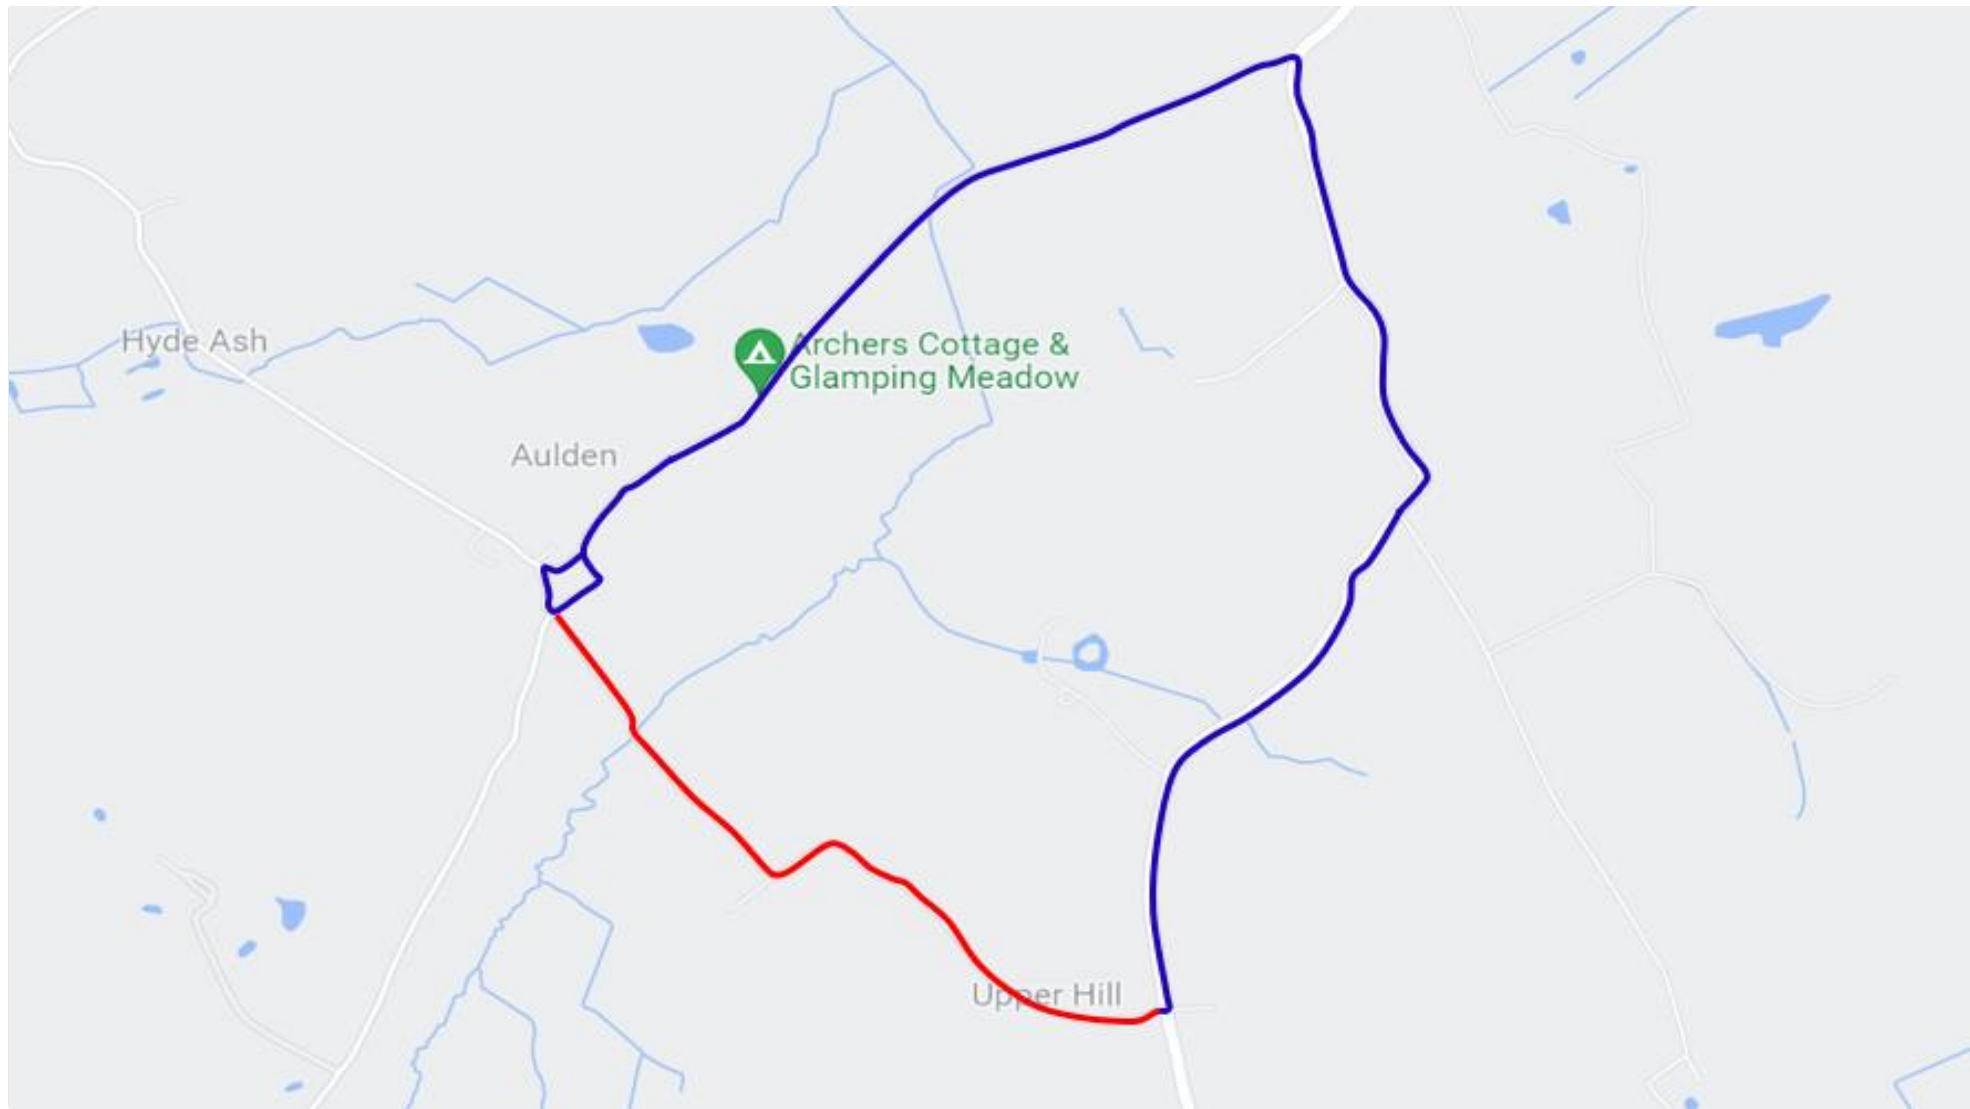 Hyde Ash
Archers Cottage &
Glamping Meadow
Aulden
Upper Hill